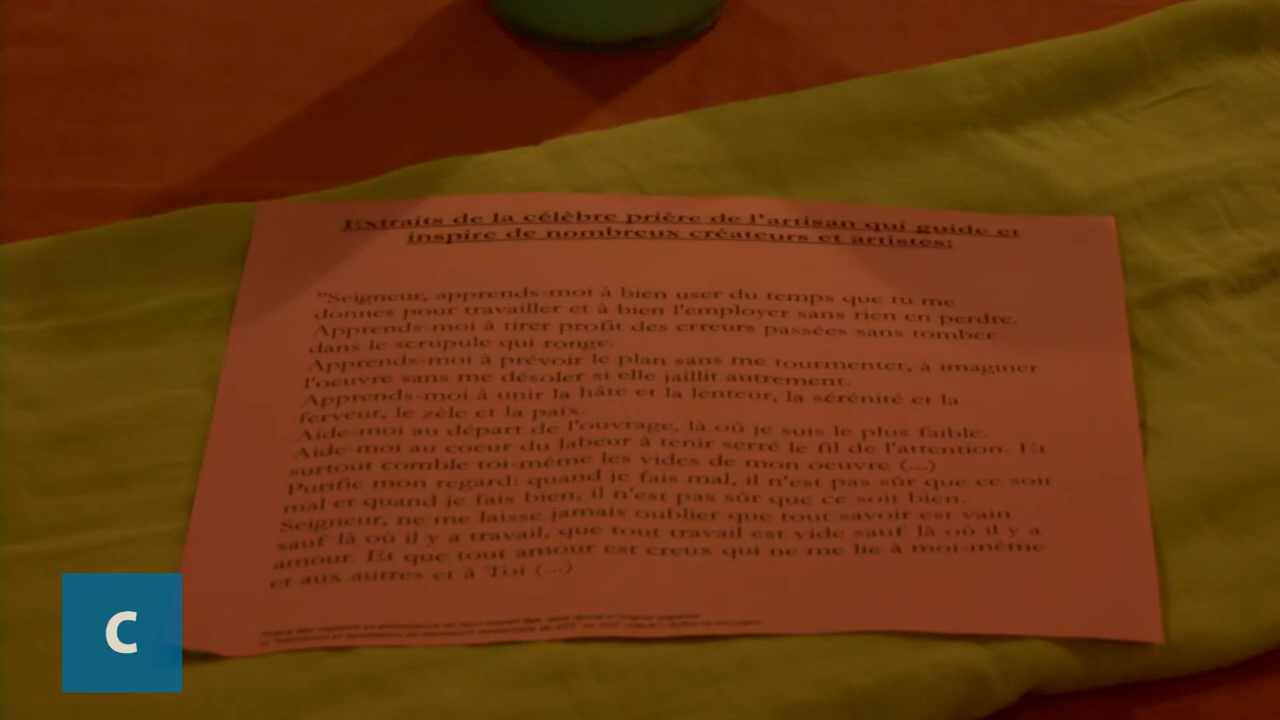 Extraits de la célèbre prière de l'artisan qui guide et
inspire de nombreux créateurs et artistes:
"Seigneur, apprends-moi à bien user du temps que tu me
donnes pour travailler et à bien l'employer sans rien en perdre.
Apprends-moi à tirer profit des erreurs passées sans tomber
dans le scrupule qui ronge.
Apprends-moi à prévoir le plan sans me tourmenter, à imaginer
l'oeuvre sans me désoler si elle jaillit autrement.
Apprends-moi à unir la hâte et la lenteur, la sérénité et la
ferveur, le zèle et la paix.
Aide-moi au départ de l'ouvrage, là où je suis le plus faible.
Aide-moi au coeur du labeur à tenir serré le fil de l'attention. Et
surtout comble toi-même les vides de mon oeuvre (...)
Purifie mon regard: quand je fais mal, il n'est pas sûr que ce soit
mal et quand je fais bien, il n'est pas sûr que ce soit bien.
Seigneur, ne me laisse jamais oublier que tout savoir est vain
sauf là où il y a travail, que tout travail est vide sauf là où il y a
amour. Et que tout amour est creux qui ne me lie à moi-même
et aux autres et à Toi (...)
C